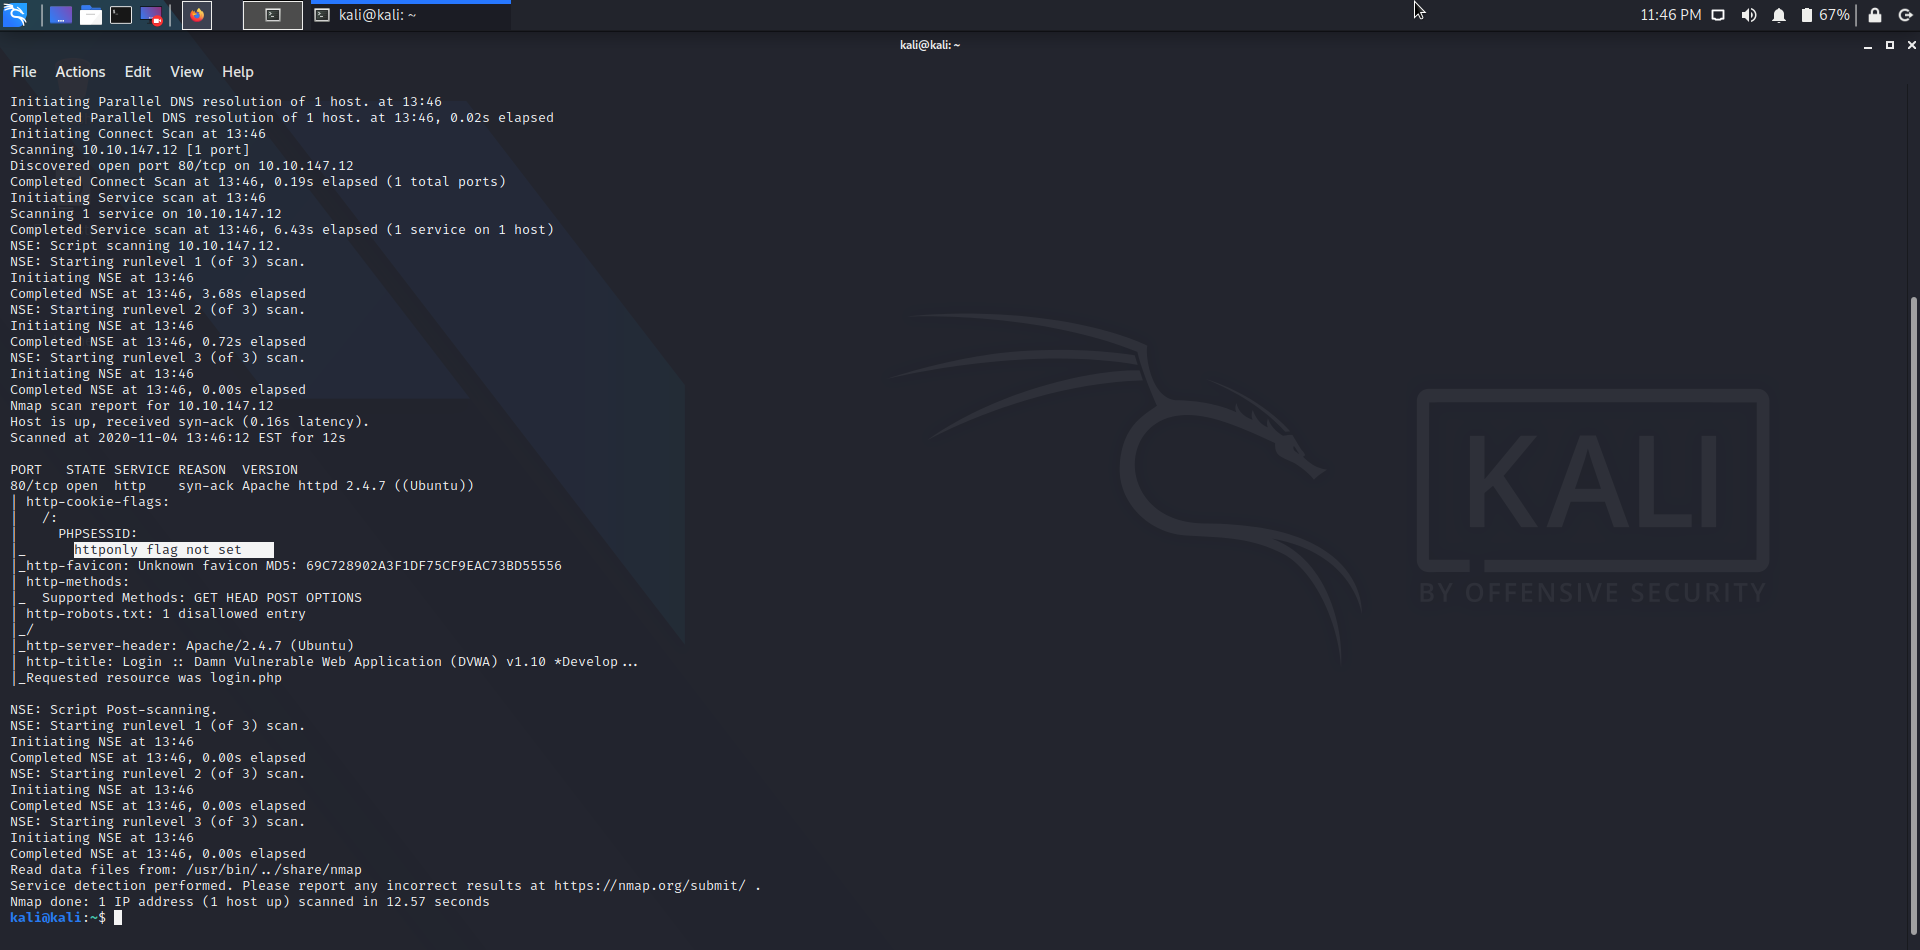 kali@kali: ~
11:46 PM
67%
kali@kali: ~
File Actions Edit View Help
Initiating Parallel DNS resolution of 1 host. at 13:46
Completed Parallel DNS resolution of 1 host. at 13:46, 0.02s elapsed
Initiating Connect Scan at 13:46
Scanning 10.10.147.12 [1 port]
Discovered open port 80/tcp on 10.10.147.12
Completed Connect Scan at 13:46, 0.19s elapsed (1 total ports)
Initiating Service scan at 13:46
Scanning 1 service on 10.10.147.12
Completed Service scan at 13:46, 6.43s elapsed (1 service on 1 host)
NSE: Script scanning 10.10.147.12.
NSE: Starting runlevel 1 (of 3) scan.
Initiating NSE at 13:46
Completed NSE at 13:46, 3.68s elapsed
NSE: Starting runlevel 2 (of 3) scan.
Initiating NSE at 13:46
Completed NSE at 13:46, 0.72s elapsed
NSE: Starting runlevel 3 (of 3) scan.
Initiating NSE at 13:46
Completed NSE at 13:46, 0.00s elapsed
Nmap scan report for 10.10.147.12
Host is up, received syn-ack (0.16s latency).
Scanned at 2020-11-04 13:46:12 EST for 12s
PORT   STATE SERVICE REASON  VERSION
80/tcp open  http    syn-ack Apache httpd 2.4.7 ((Ubuntu))
| http-cookie-flags:
|   /:
|     PHPSESSID:
|_      httponly flag not set
|_http-favicon: Unknown favicon MD5: 69C728902A3F1DF75CF9EAC73BD55556
| http-methods:
|_  Supported Methods: GET HEAD POST OPTIONS
| http-robots.txt: 1 disallowed entry
|_/
|_http-server-header: Apache/2.4.7 (Ubuntu)
| http-title: Login :: Damn Vulnerable Web Application (DVWA) v1.10 *Develop...
|_Requested resource was login.php
NSE: Script Post-scanning.
NSE: Starting runlevel 1 (of 3) scan.
Initiating NSE at 13:46
Completed NSE at 13:46, 0.00s elapsed
NSE: Starting runlevel 2 (of 3) scan.
Initiating NSE at 13:46
Completed NSE at 13:46, 0.00s elapsed
NSE: Starting runlevel 3 (of 3) scan.
Initiating NSE at 13:46
Completed NSE at 13:46, 0.00s elapsed
Read data files from: /usr/bin/../share/nmap
Service detection performed. Please report any incorrect results at https://nmap.org/submit/ .
Nmap done: 1 IP address (1 host up) scanned in 12.57 seconds
kali@kali:~$
KALI
BY OFFENSIVE SECURITY